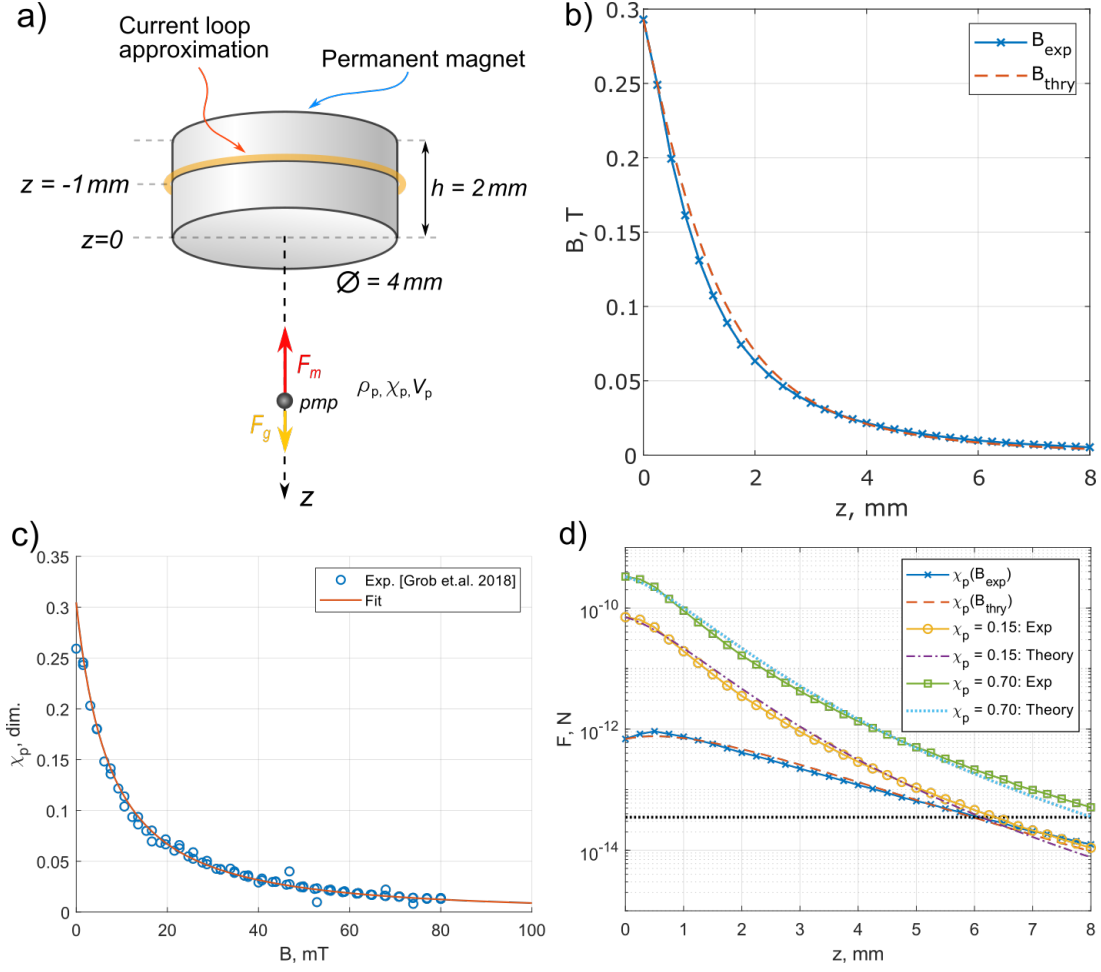 a)
Current loop
approximation
Permanent magnet
z = -1 mm
h = 2 mm
z=0
Ø = 4 mm
F_m
ρ_p, χ_p, V_p
pmp
F_g
z
b)
B_exp
B_thry
0.3
0.25
0.2
0.15
0.1
0.05
0
B, T
0 2 4 6 8
z, mm
c)
0.35
0.3
0.25
0.2
0.15
0.1
0.05
0
χ_p, dim.
Exp. [Grob et.al. 2018]
Fit
0 20 40 60 80 100
B, mT
d)
χ_p(B_exp)
χ_p(B_thry)
χ_p = 0.15: Exp
χ_p = 0.15: Theory
χ_p = 0.70: Exp
χ_p = 0.70: Theory
10^-10
10^-12
10^-14
F, N
0 1 2 3 4 5 6 7 8
z, mm